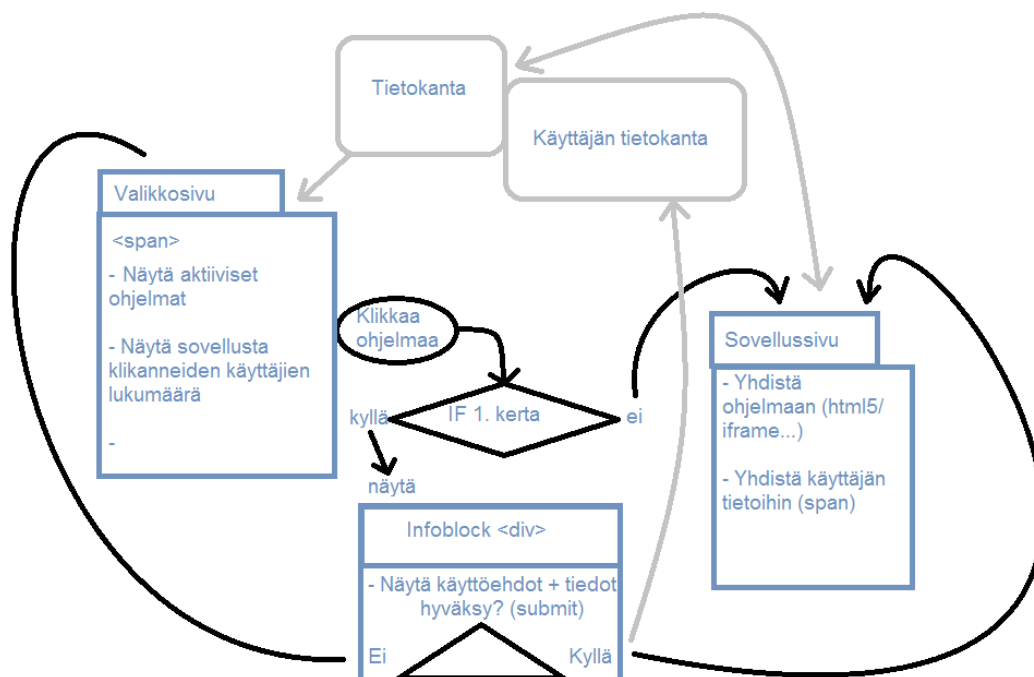 Tietokanta
Käyttäjän tietokanta
Valikkosivu
<span>
- Näytä aktiiviset
ohjelmat
- Näytä sovellusta
klikanneiden käyttäjien
lukumäärä
-
Klikkaa
ohjelmaa
kyllä
IF 1. kerta
ei
näytä
Infoblock <div>
- Näytä käyttöehdot + tiedot
hyväksy? (submit)
Ei
Kyllä
Sovellussivu
- Yhdistä
ohjelmaan (html5/
iframe...)
- Yhdistä käyttäjän
tietoihin (span)